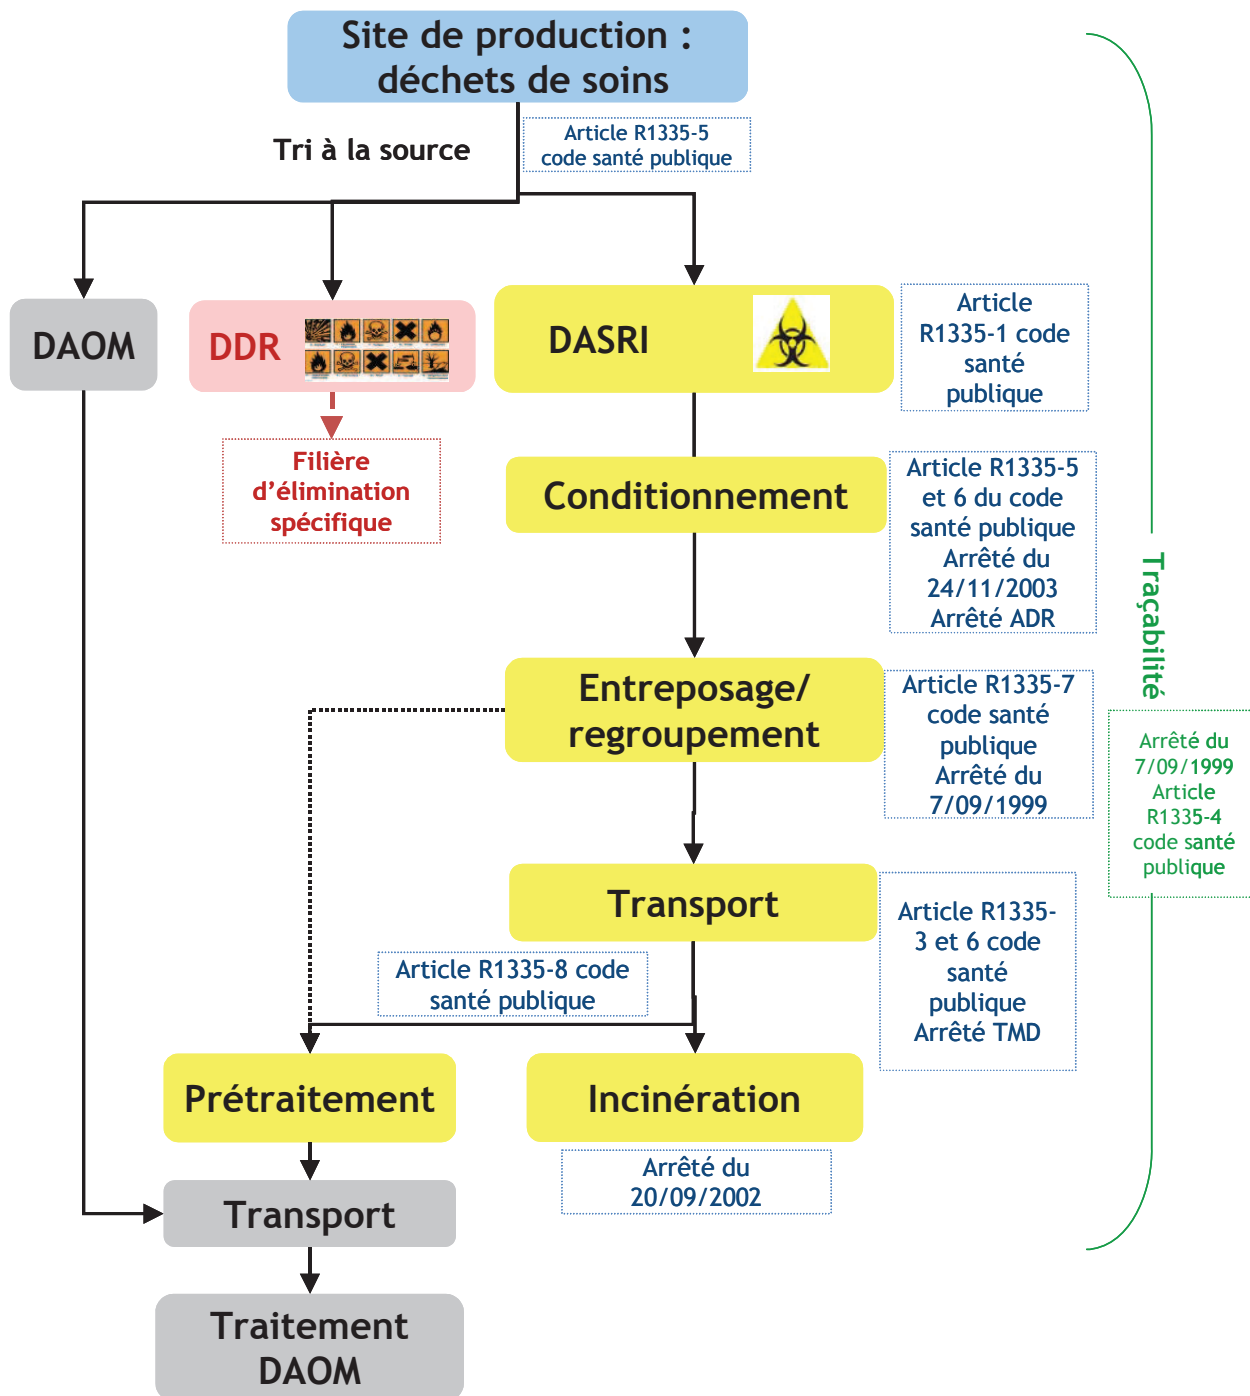 Site de production :
déchets de soins
Tri à la source
Article R1335-5
code santé publique
DAOM
DDR
DASRI
Article
R1335-1 code
santé
publique
Filière
d’élimination
spécifique
Conditionnement
Article R1335-5
et 6 du code
santé publique
Arrêté du
24/11/2003
Arrêté ADR
Traçabilité
Entreposage/
regroupement
Article R1335-7
code santé
publique
Arrêté du
7/09/1999
Arrêté du
7/09/1999
Article
R1335-4
code santé
publique
Transport
Article R1335-
3 et 6 code
santé
publique
Arrêté TMD
Article R1335-8 code
santé publique
Prétraitement
Incinération
Arrêté du
20/09/2002
Transport
Traitement
DAOM